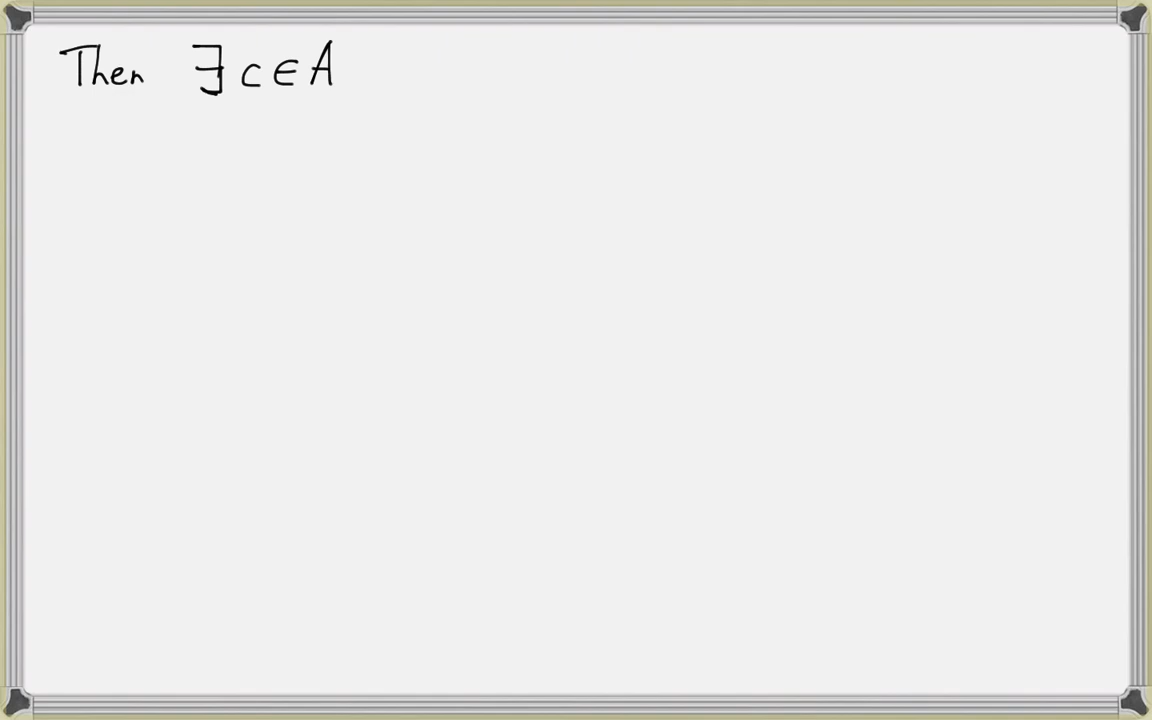 Then ∃ c ∈ A